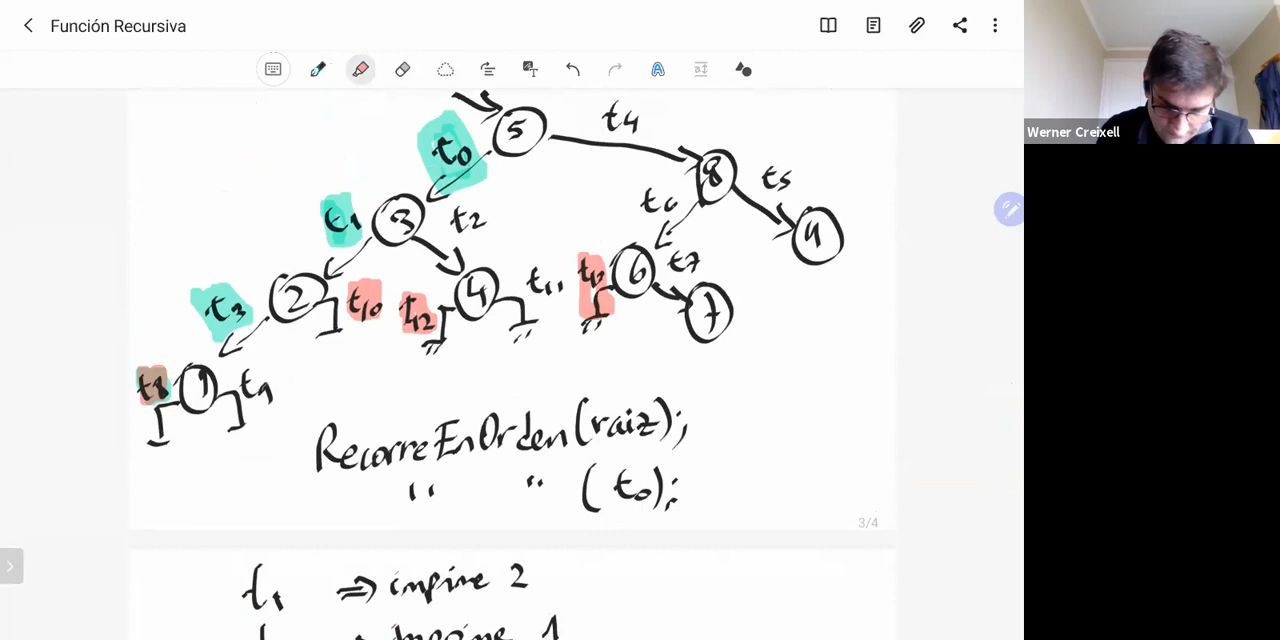 Función Recursiva
Werner Creixell
5
t4
t0
8
t5
t1
3
t2
t6
9
2
t10
t12
4
t11
6
t7
7
t3
t8
1
t9
RecorreEnOrden(raiz);
" " (t0);
3/4
t1 => imprime 2